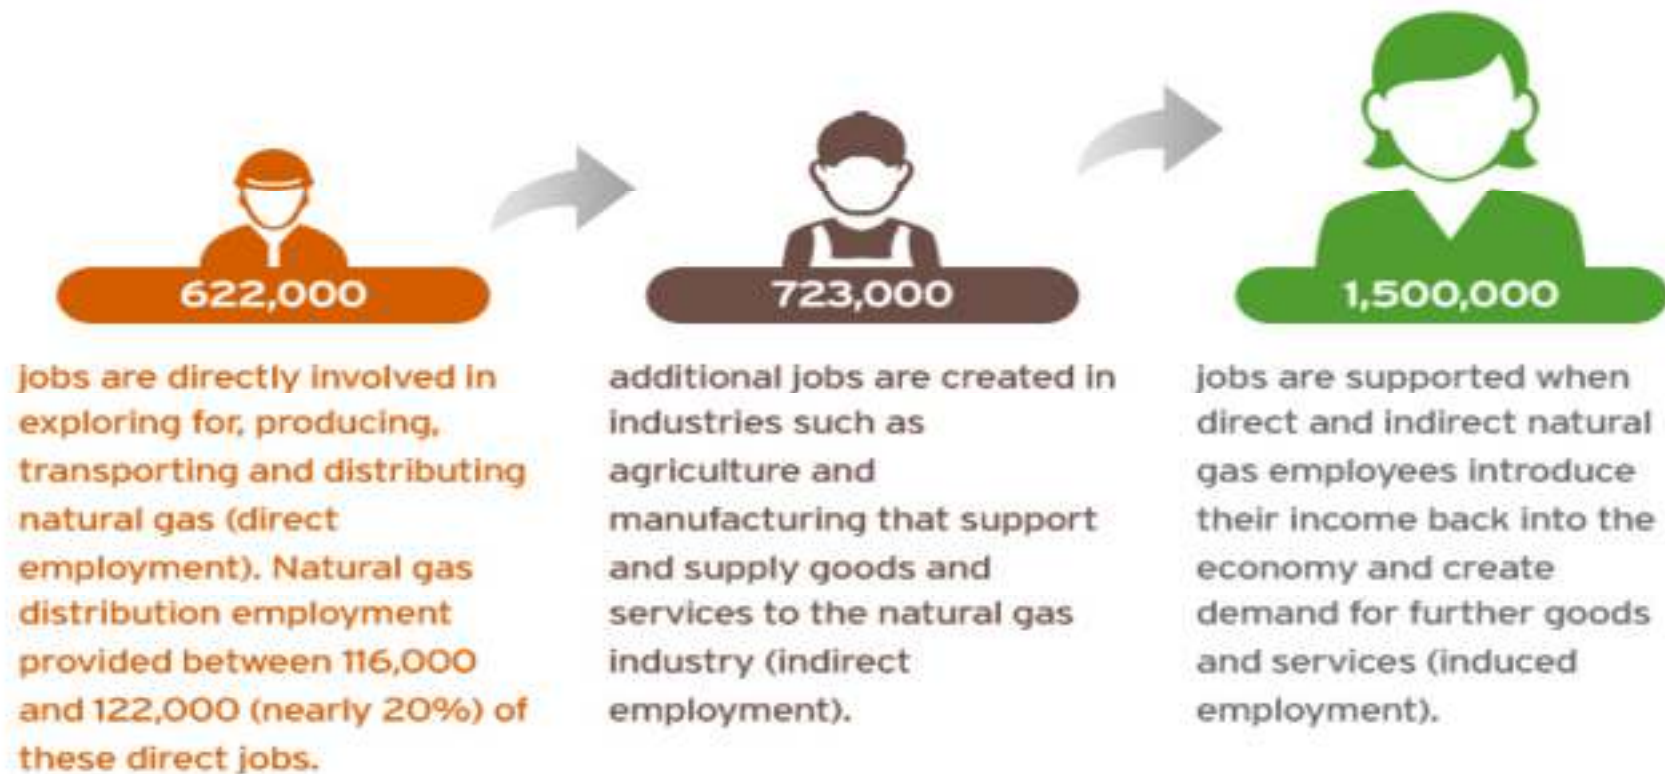 622,000
jobs are directly involved in
exploring for, producing,
transporting and distributing
natural gas (direct
employment). Natural gas
distribution employment
provided between 116,000
and 122,000 (nearly 20%) of
these direct jobs.
723,000
additional jobs are created in
industries such as
agriculture and
manufacturing that support
and supply goods and
services to the natural gas
industry (indirect
employment).
1,500,000
jobs are supported when
direct and indirect natural
gas employees introduce
their income back into the
economy and create
demand for further goods
and services (induced
employment).